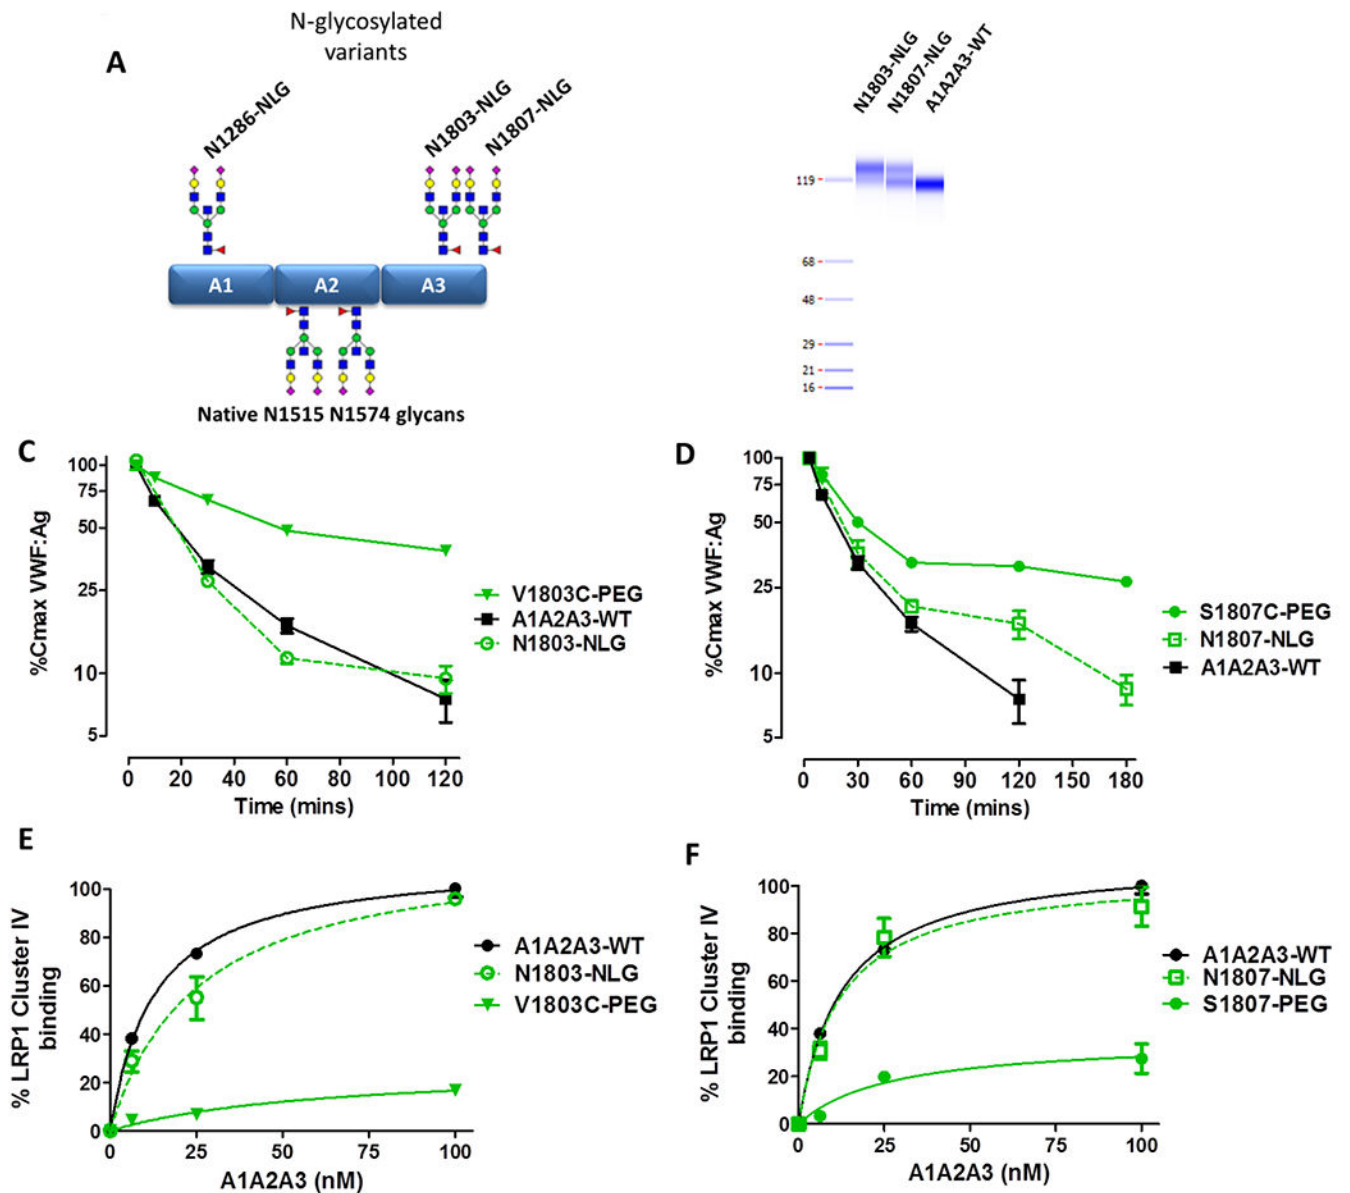 A
N-glycosylated
variants
N1286-NLG
N1803-NLG
N1807-NLG
A1
A2
A3
Native N1515 N1574 glycans
N1803-NLG
N1807-NLG
A1A2A3-WT
119
68
48
29
21
16
C
%Cmax VWF:Ag
100
75
50
25
10
5
0 20 40 60 80 100 120
Time (mins)
V1803C-PEG
A1A2A3-WT
N1803-NLG
D
%Cmax VWF:Ag
100
75
50
25
10
5
0 30 60 90 120 150 180
Time (mins)
S1807C-PEG
N1807-NLG
A1A2A3-WT
E
% LRP1 Cluster IV
binding
100
80
60
40
20
0
0 25 50 75 100
A1A2A3 (nM)
A1A2A3-WT
N1803-NLG
V1803C-PEG
F
% LRP1 Cluster IV
binding
100
80
60
40
20
0
0 25 50 75 100
A1A2A3 (nM)
A1A2A3-WT
N1807-NLG
S1807-PEG